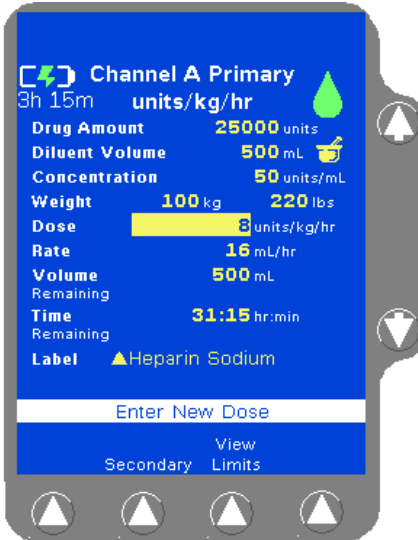 Channel A Primary
3h 15m units/kg/hr
Drug Amount 25000 units
Diluent Volume 500 mL
Concentration 50 units/mL
Weight 100 kg 220 lbs
Dose 8 units/kg/hr
Rate 16 mL/hr
Volume 500 mL
Remaining
Time 31:15 hr:min
Remaining
Label Heparin Sodium
Enter New Dose
View
Secondary Limits